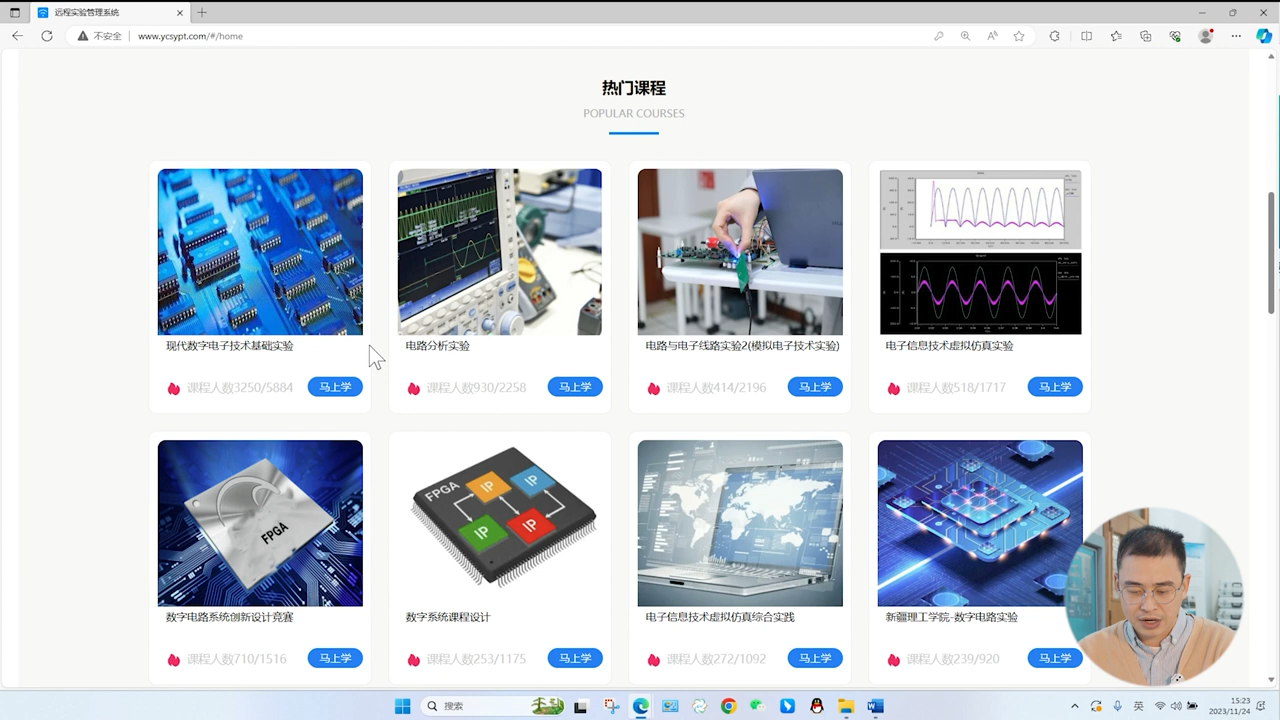 远程实验管理系统
不安全
www.ycsypt.com/#/home
热门课程
POPULAR COURSES
现代数字电子技术基础实验
课程人数3250/5884
马上学
电路分析实验
课程人数930/2258
马上学
电路与电子线路实验2(模拟电子技术实验)
课程人数414/2196
马上学
电子信息技术虚拟仿真实验
课程人数518/1717
马上学
FPGA
数字电路系统创新设计竞赛
课程人数710/1516
马上学
FPGA
IP
IP
IP
IP
数字系统课程设计
课程人数253/1175
马上学
电子信息技术虚拟仿真综合实践
课程人数272/1092
马上学
新疆理工学院-数字电路实验
课程人数239/920
马上学
搜索
英
15:23
2023/11/24